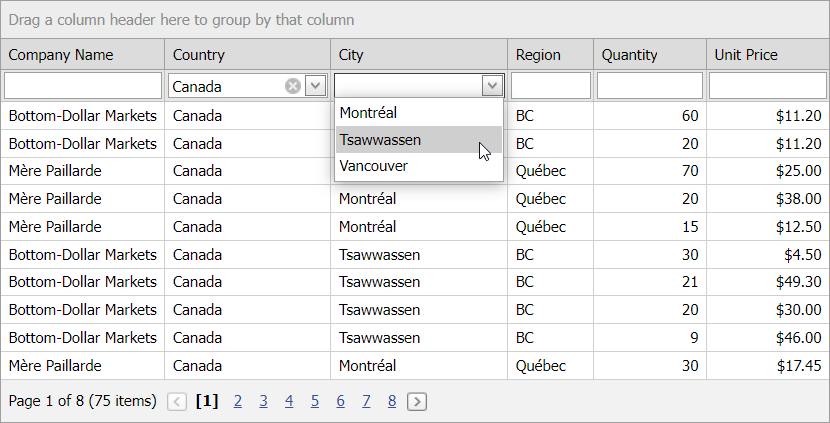 Drag a column header here to group by that column
Company Name Country City Region Quantity Unit Price
Canada
Montréal
Tsawwassen
Vancouver
Bottom-Dollar Markets Canada BC 60 $11.20
Bottom-Dollar Markets Canada BC 20 $11.20
Mère Paillarde Canada Québec 70 $25.00
Mère Paillarde Canada Montréal Québec 20 $38.00
Mère Paillarde Canada Montréal Québec 15 $12.50
Bottom-Dollar Markets Canada Tsawwassen BC 30 $4.50
Bottom-Dollar Markets Canada Tsawwassen BC 21 $49.30
Bottom-Dollar Markets Canada Tsawwassen BC 20 $30.00
Bottom-Dollar Markets Canada Tsawwassen BC 9 $46.00
Mère Paillarde Canada Montréal Québec 30 $17.45
Page 1 of 8 (75 items) [1] 2 3 4 5 6 7 8